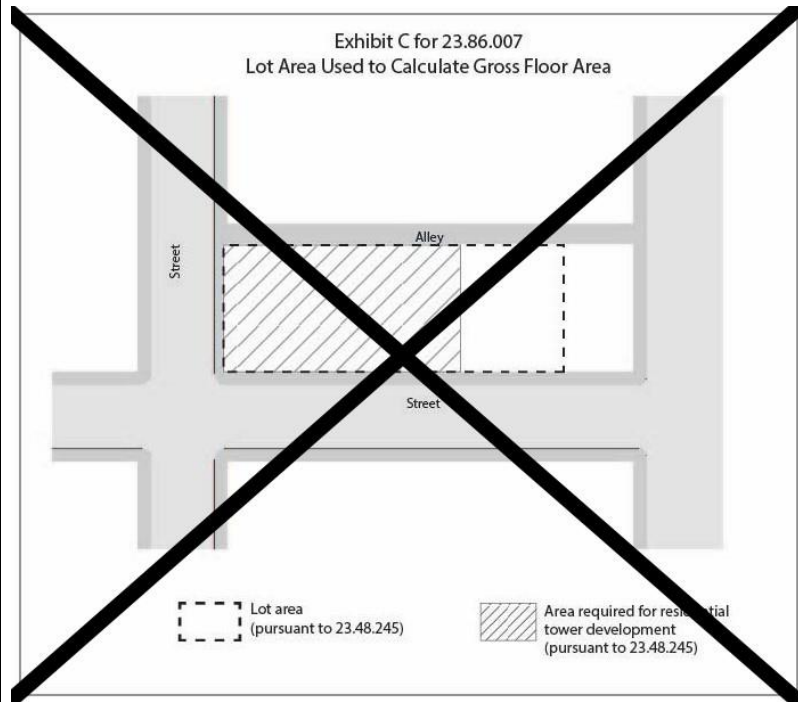 Exhibit C for 23.86.007
Lot Area Used to Calculate Gross Floor Area
Alley
Street
Street
Lot area
(pursuant to 23.48.245)
Area required for residential
tower development
(pursuant to 23.48.245)